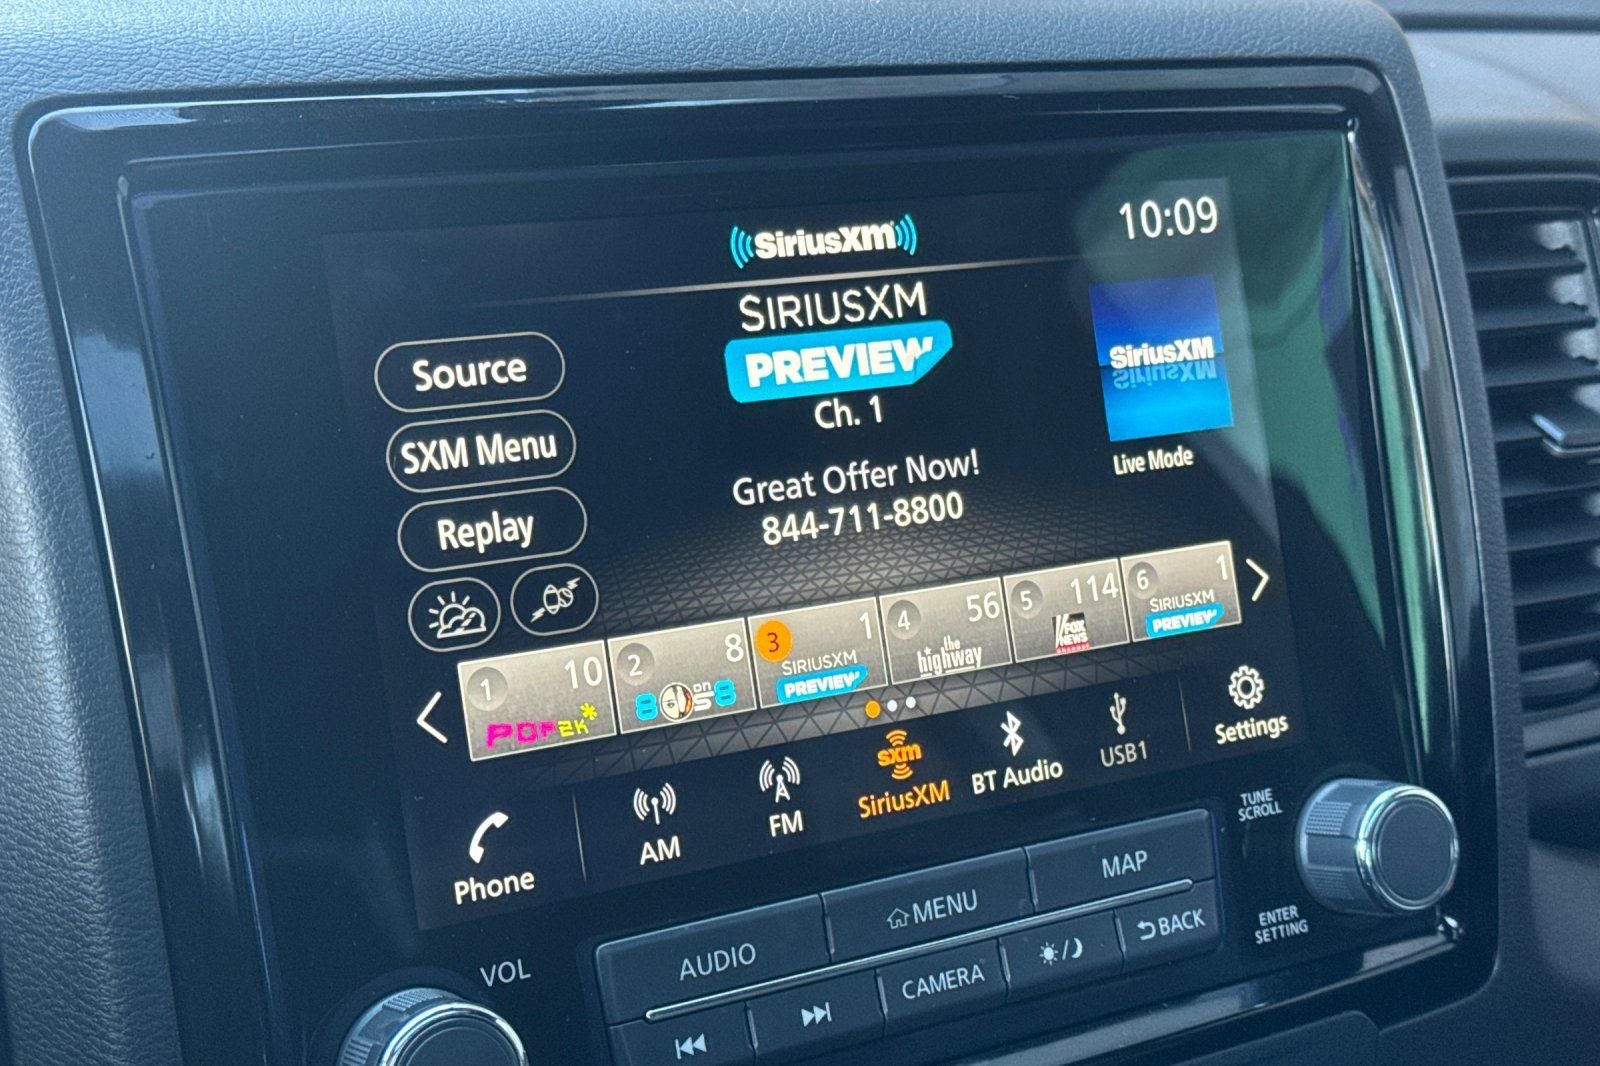 SiriusXM
10:09
SIRIUSXM
PREVIEW
Ch. 1
Great Offer Now!
844-711-8800
SiriusXM
Live Mode
Source
SXM Menu
Replay
1 10
POP2K*
2 8
80s on 8
3 1
SIRIUSXM
PREVIEW
4 56
the
highway
5 114
FOX
NEWS
channel
6 1
SIRIUSXM
PREVIEW
Phone
AM
FM
sxm
SiriusXM
BT Audio
USB1
Settings
TUNE
SCROLL
ENTER
SETTING
VOL
AUDIO
MENU
MAP
CAMERA
BACK